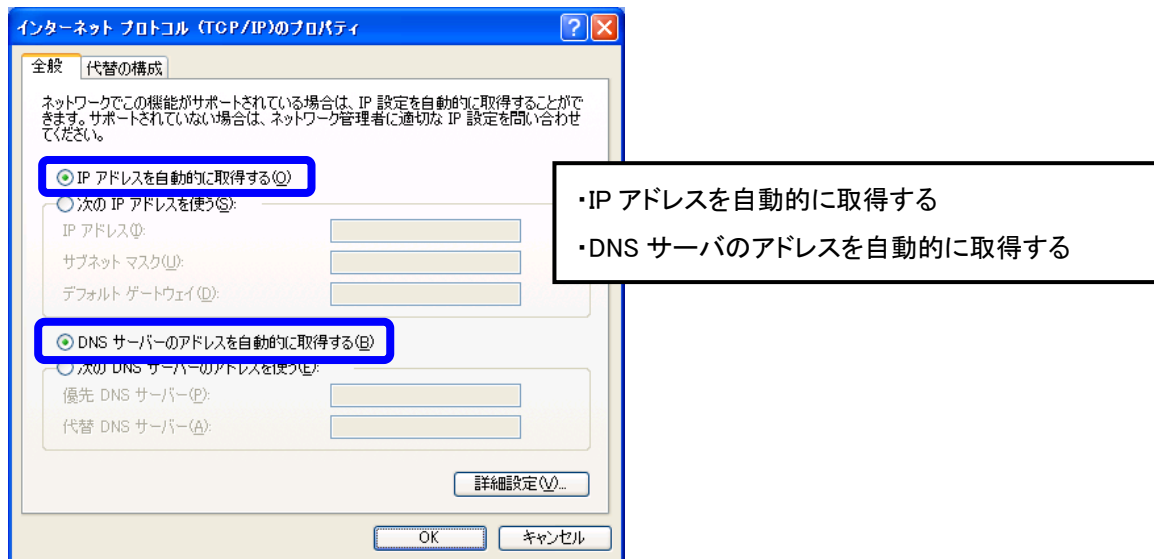 インターネット プロトコル (TCP/IP)のプロパティ
全般
代替の構成
ネットワークでこの機能がサポートされている場合は、IP 設定を自動的に取得することがで
きます。サポートされていない場合は、ネットワーク管理者に適切な IP 設定を問い合わせ
てください。
IP アドレスを自動的に取得する(O)
次の IP アドレスを使う(S):
IP アドレス(I):
サブネット マスク(U):
デフォルト ゲートウェイ(D):
・IP アドレスを自動的に取得する
・DNS サーバのアドレスを自動的に取得する
DNS サーバーのアドレスを自動的に取得する(B)
次の DNS サーバーのアドレスを使う(E):
優先 DNS サーバー(P):
代替 DNS サーバー(A):
詳細設定(V)...
OK
キャンセル